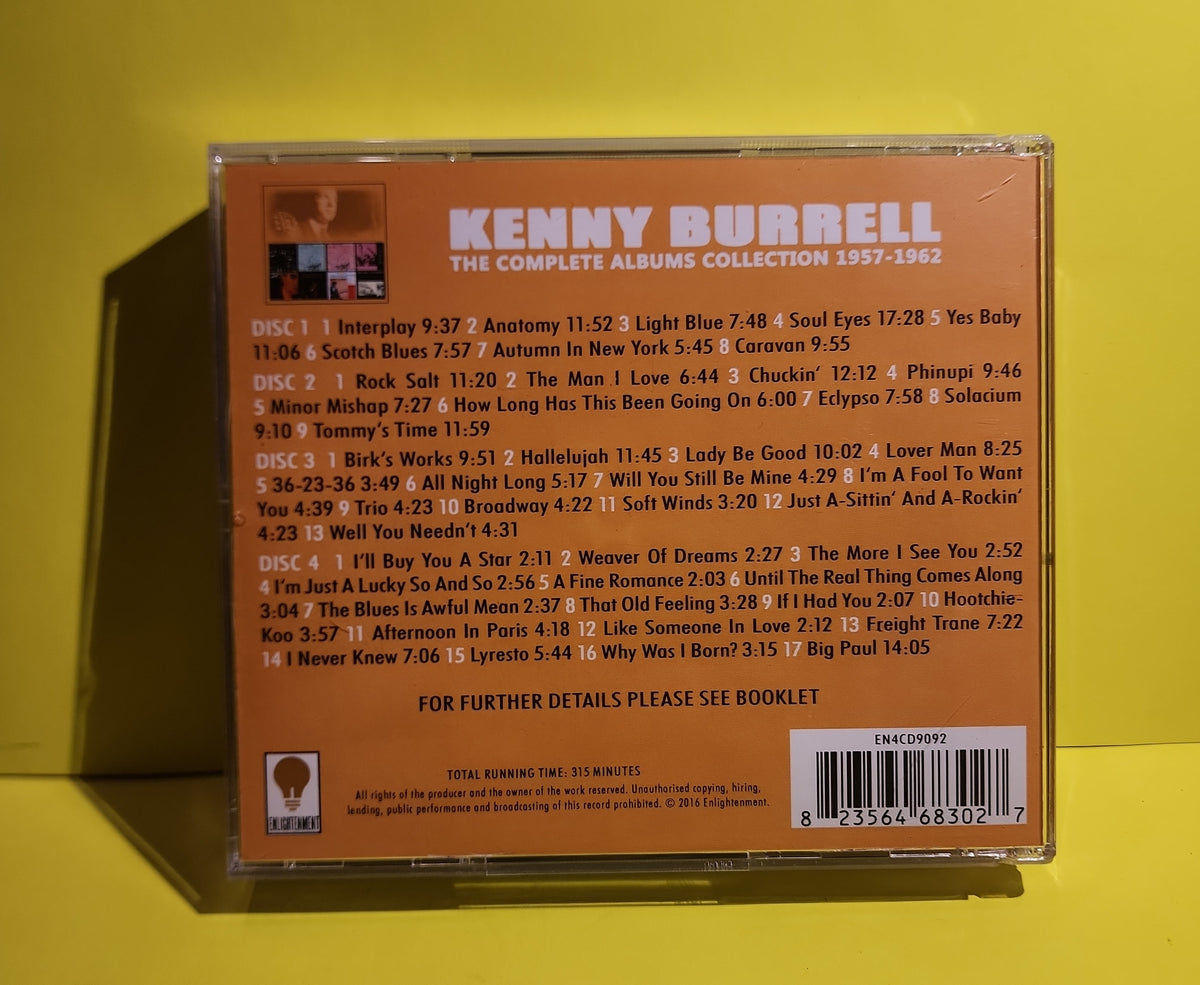 KENNY BURRELL
THE COMPLETE ALBUMS COLLECTION 1957-1962
DISC 1 1 Interplay 9:37 2 Anatomy 11:52 3 Light Blue 7:48 4 Soul Eyes 17:28 5 Yes Baby
11:06 6 Scotch Blues 7:57 7 Autumn In New York 5:45 8 Caravan 9:55
DISC 2 1 Rock Salt 11:20 2 The Man I Love 6:44 3 Chuckin' 12:12 4 Phinupi 9:46
5 Minor Mishap 7:27 6 How Long Has This Been Going On 6:00 7 Eclypso 7:58 8 Solacium
9:10 9 Tommy's Time 11:59
DISC 3 1 Birk's Works 9:51 2 Hallelujah 11:45 3 Lady Be Good 10:02 4 Lover Man 8:25
5 36-23-36 3:49 6 All Night Long 5:17 7 Will You Still Be Mine 4:29 8 I'm A Fool To Want
You 4:39 9 Trio 4:23 10 Broadway 4:22 11 Soft Winds 3:20 12 Just A-Sittin' And A-Rockin'
4:23 13 Well You Needn't 4:31
DISC 4 1 I'll Buy You A Star 2:11 2 Weaver Of Dreams 2:27 3 The More I See You 2:52
4 I'm Just A Lucky So And So 2:56 5 A Fine Romance 2:03 6 Until The Real Thing Comes Along
3:04 7 The Blues Is Awful Mean 2:37 8 That Old Feeling 3:28 9 If I Had You 2:07 10 Hootchie-
Koo 3:57 11 Afternoon In Paris 4:18 12 Like Someone In Love 2:12 13 Freight Trane 7:22
14 I Never Knew 7:06 15 Lyresto 5:44 16 Why Was I Born? 3:15 17 Big Paul 14:05
FOR FURTHER DETAILS PLEASE SEE BOOKLET
TOTAL RUNNING TIME: 315 MINUTES
All rights of the producer and the owner of the work reserved. Unauthorised copying, hiring,
lending, public performance and broadcasting of this record prohibited. © 2016 Enlightenment.
ENLIGHTENMENT
EN4CD9092
8 23564 68302 7